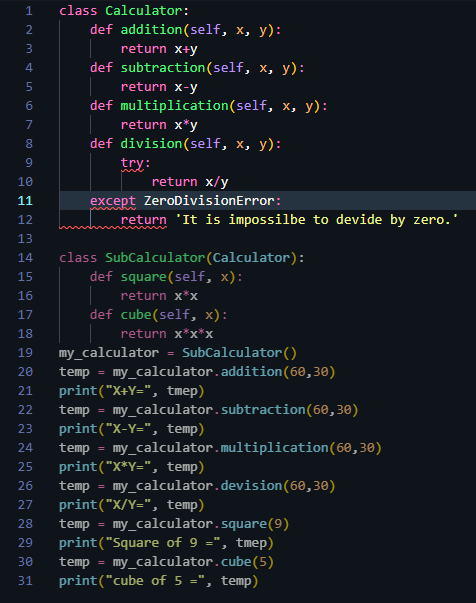 1 class Calculator:
2     def addition(self, x, y):
3         return x+y
4     def subtraction(self, x, y):
5         return x-y
6     def multiplication(self, x, y):
7         return x*y
8     def division(self, x, y):
9         try:
10             return x/y
11     except ZeroDivisionError:
12         return 'It is impossilbe to devide by zero.‘
13
14 class SubCalculator(Calculator):
15     def square(self, x):
16         return x*x
17     def cube(self, x):
18         return x*x*x
19 my_calculator = SubCalculator()
20 temp = my_calculator.addition(60,30)
21 print("X+Y=", tmep)
22 temp = my_calculator.subtraction(60,30)
23 print("X-Y=", temp)
24 temp = my_calculator.multiplication(60,30)
25 print("X*Y=", temp)
26 temp = my_calculator.devision(60,30)
27 print("X/Y=", temp)
28 temp = my_calculator.square(9)
29 print("Square of 9 =", tmep)
30 temp = my_calculator.cube(5)
31 print("cube of 5 =", temp)